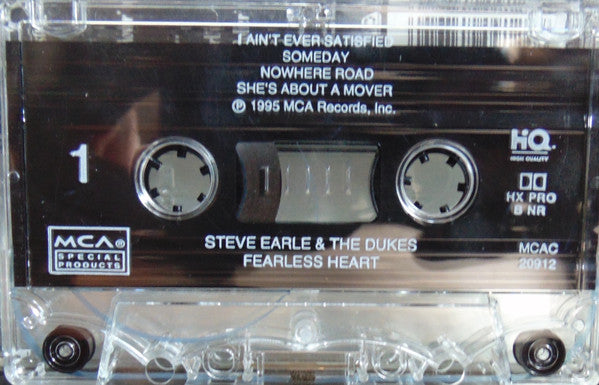 I AIN'T EVER SATISFIED
SOMEDAY
NOWHERE ROAD
SHE'S ABOUT A MOVER
℗ 1995 MCA Records, Inc.
1
HQ
HIGH QUALITY
HX PRO
B NR
STEVE EARLE & THE DUKES
FEARLESS HEART
MCA®
SPECIAL
PRODUCTS
MCAC
20912